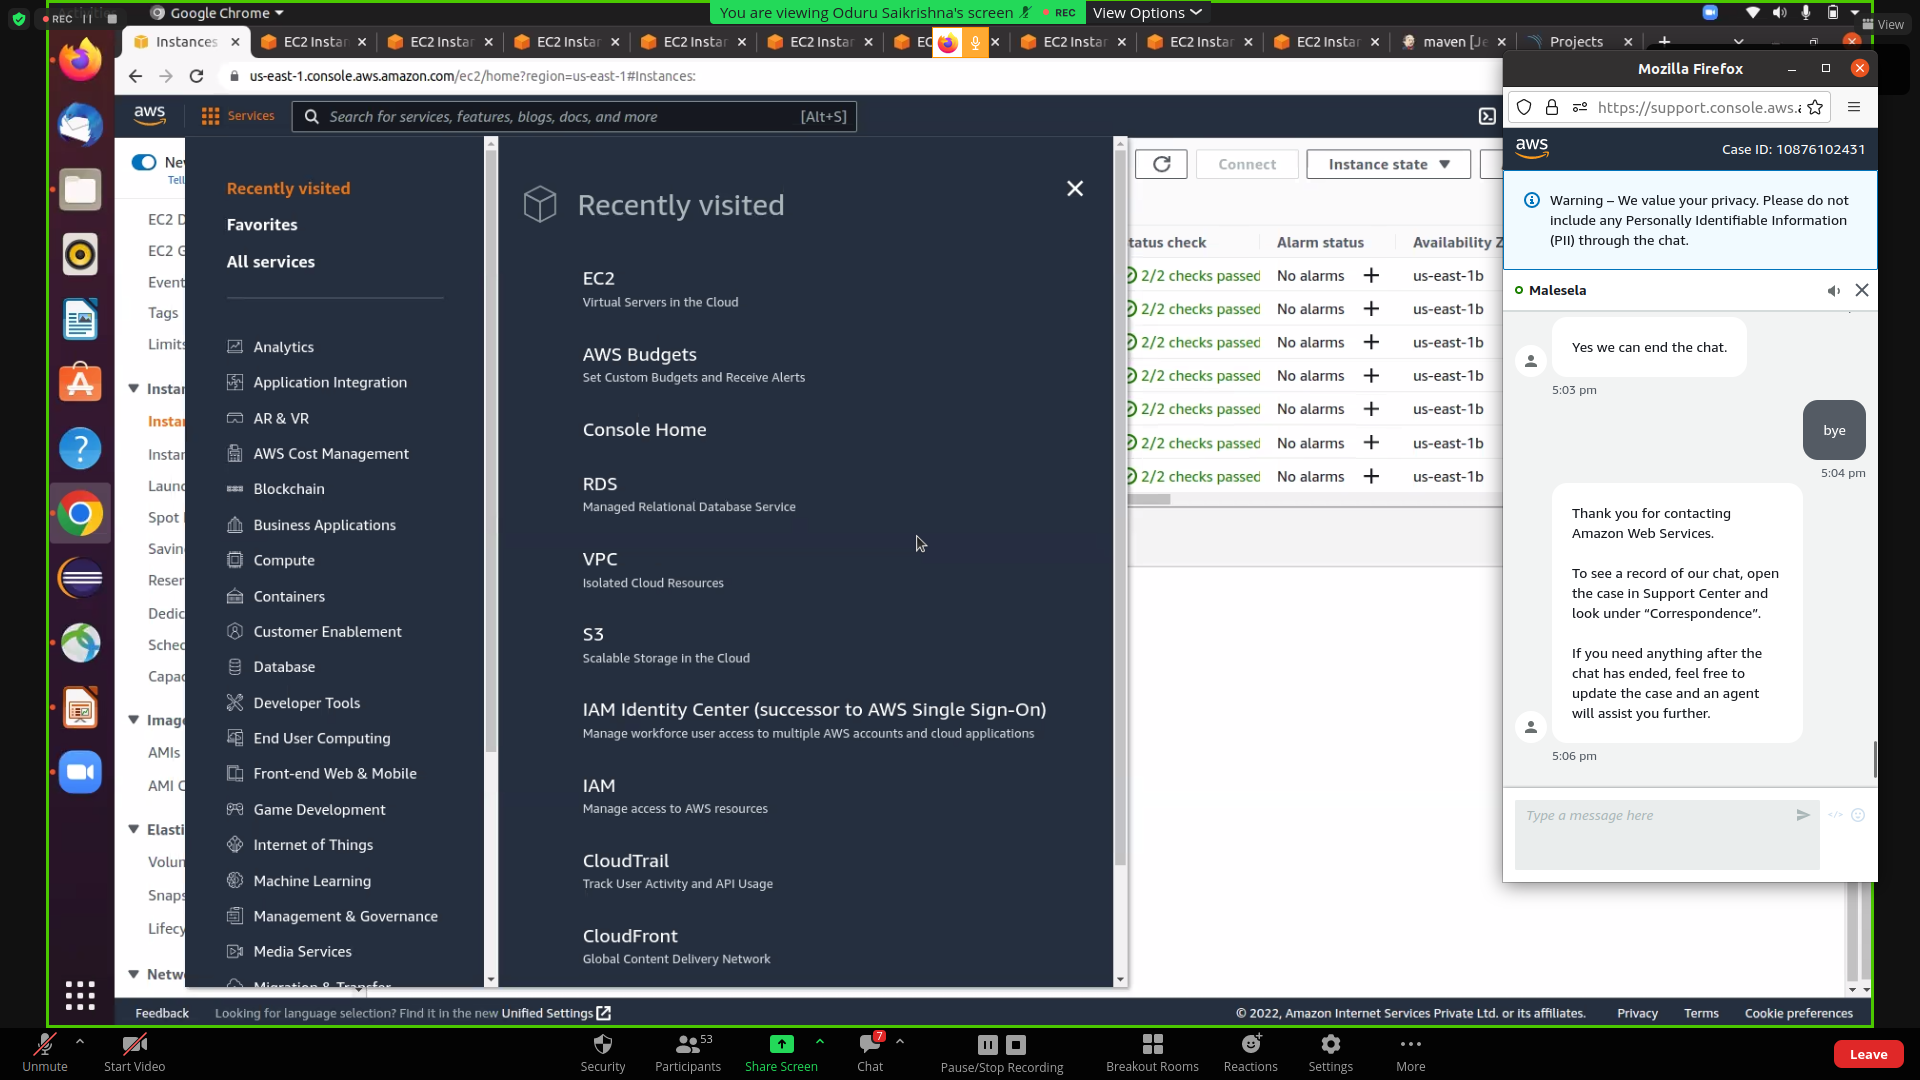 REC
Google Chrome
You are viewing Oduru Saikrishna's screen
REC
View Options
View
Instances
EC2 Instar
EC2 Instar
EC2 Instar
EC2 Instar
EC2 Instar
EC
EC2 Instar
EC2 Instar
EC2 Instar
maven [Je
Projects
us-east-1.console.aws.amazon.com/ec2/home?region=us-east-1#Instances:
aws
Services
Search for services, features, blogs, docs, and more
[Alt+S]
Nev
Tell
EC2 D
EC2 G
Event
Tags
Limits
Instan
Instar
Instar
Laund
Spot
Savin
Reser
Dedic
Sched
Capac
Imag
AMIs
AMI C
Elasti
Volun
Snaps
Lifecy
Netw
Recently visited
Favorites
All services
Analytics
Application Integration
AR & VR
AWS Cost Management
Blockchain
Business Applications
Compute
Containers
Customer Enablement
Database
Developer Tools
End User Computing
Front-end Web & Mobile
Game Development
Internet of Things
Machine Learning
Management & Governance
Media Services
Migration & Transfer
Recently visited
EC2
Virtual Servers in the Cloud
AWS Budgets
Set Custom Budgets and Receive Alerts
Console Home
RDS
Managed Relational Database Service
VPC
Isolated Cloud Resources
S3
Scalable Storage in the Cloud
IAM Identity Center (successor to AWS Single Sign-On)
Manage workforce user access to multiple AWS accounts and cloud applications
IAM
Manage access to AWS resources
CloudTrail
Track User Activity and API Usage
CloudFront
Global Content Delivery Network
Connect
Instance state
tatus check
Alarm status
Availability Z
2/2 checks passed No alarms + us-east-1b
2/2 checks passed No alarms + us-east-1b
2/2 checks passed No alarms + us-east-1b
2/2 checks passed No alarms + us-east-1b
2/2 checks passed No alarms + us-east-1b
2/2 checks passed No alarms + us-east-1b
2/2 checks passed No alarms + us-east-1b
Mozilla Firefox
https://support.console.aws.a
aws
Case ID: 10876102431
Warning – We value your privacy. Please do not
include any Personally Identifiable Information
(PII) through the chat.
Malesela
Yes we can end the chat.
5:03 pm
bye
5:04 pm
Thank you for contacting
Amazon Web Services.
To see a record of our chat, open
the case in Support Center and
look under “Correspondence”.
If you need anything after the
chat has ended, feel free to
update the case and an agent
will assist you further.
5:06 pm
Type a message here
Feedback
Looking for language selection? Find it in the new Unified Settings
© 2022, Amazon Internet Services Private Ltd. or its affiliates.
Privacy
Terms
Cookie preferences
Unmute
Start Video
Security
53
Participants
Share Screen
7
Chat
Pause/Stop Recording
Breakout Rooms
Reactions
Settings
More
Leave